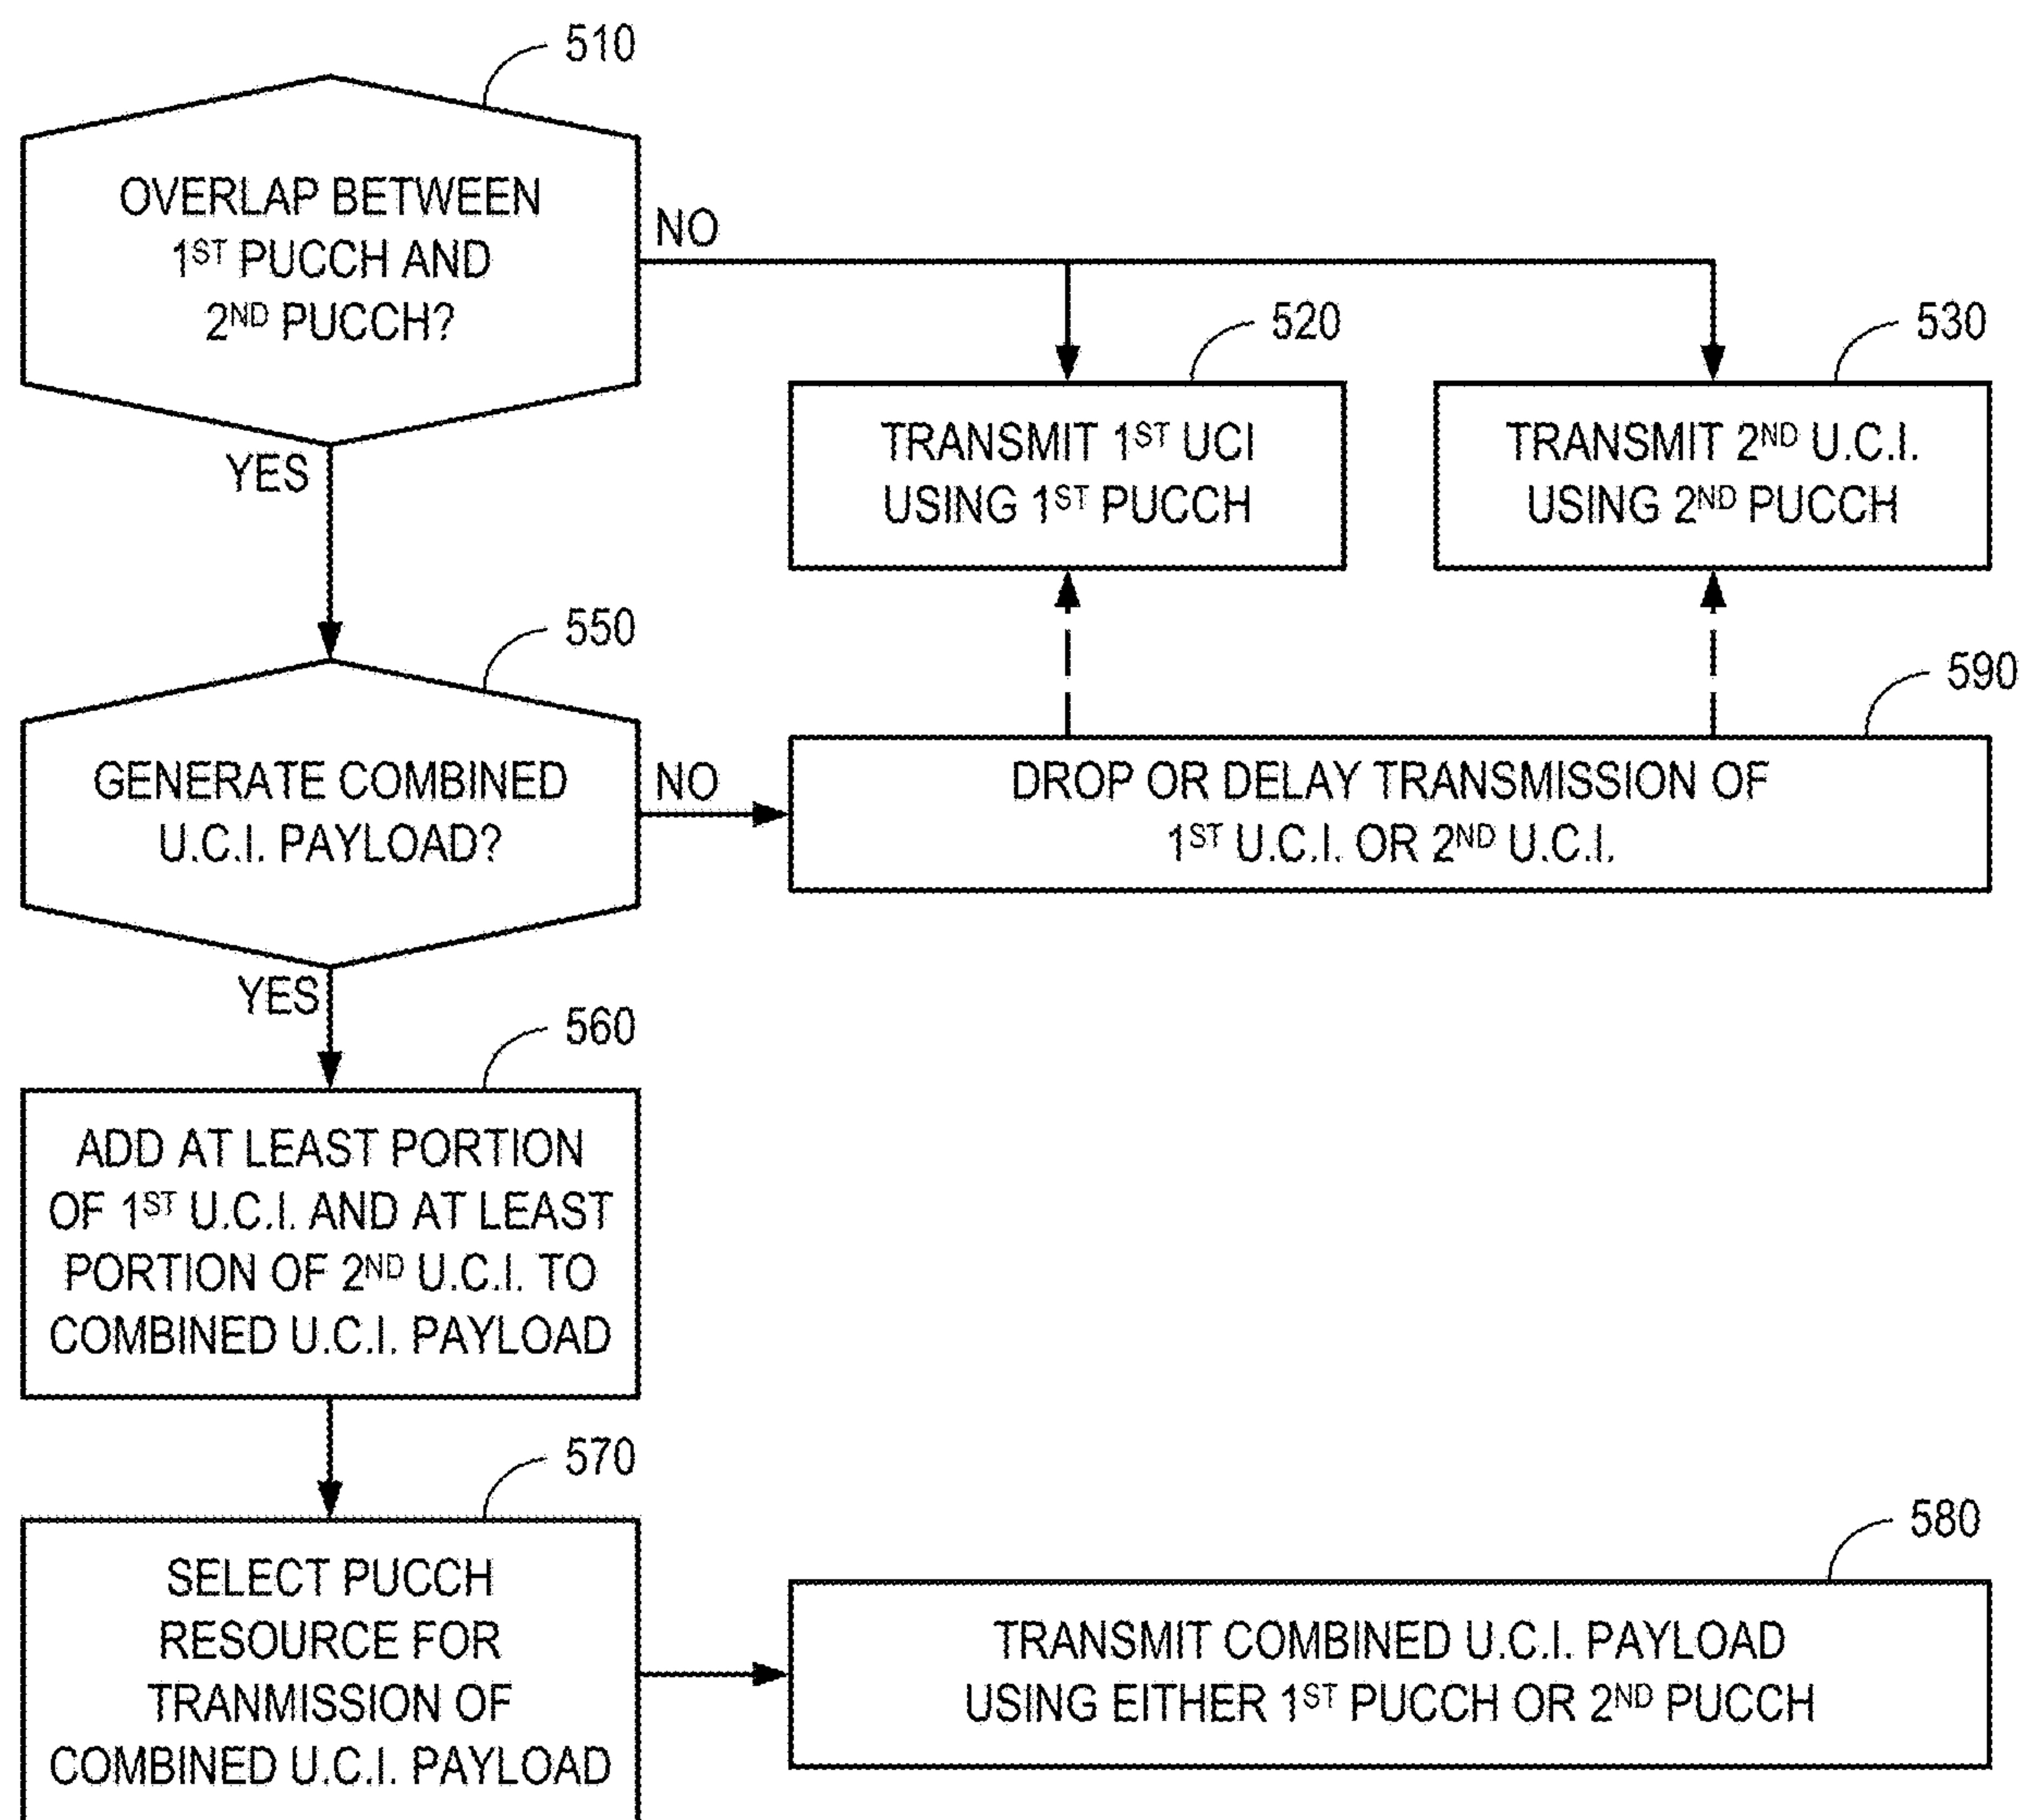 510
OVERLAP BETWEEN
1ST PUCCH AND
2ND PUCCH?
NO
YES
520
TRANSMIT 1ST UCI
USING 1ST PUCCH
530
TRANSMIT 2ND U.C.I.
USING 2ND PUCCH
550
GENERATE COMBINED
U.C.I. PAYLOAD?
NO
YES
590
DROP OR DELAY TRANSMISSION OF
1ST U.C.I. OR 2ND U.C.I.
560
ADD AT LEAST PORTION
OF 1ST U.C.I. AND AT LEAST
PORTION OF 2ND U.C.I. TO
COMBINED U.C.I. PAYLOAD
570
SELECT PUCCH
RESOURCE FOR
TRANMISSION OF
COMBINED U.C.I. PAYLOAD
580
TRANSMIT COMBINED U.C.I. PAYLOAD
USING EITHER 1ST PUCCH OR 2ND PUCCH